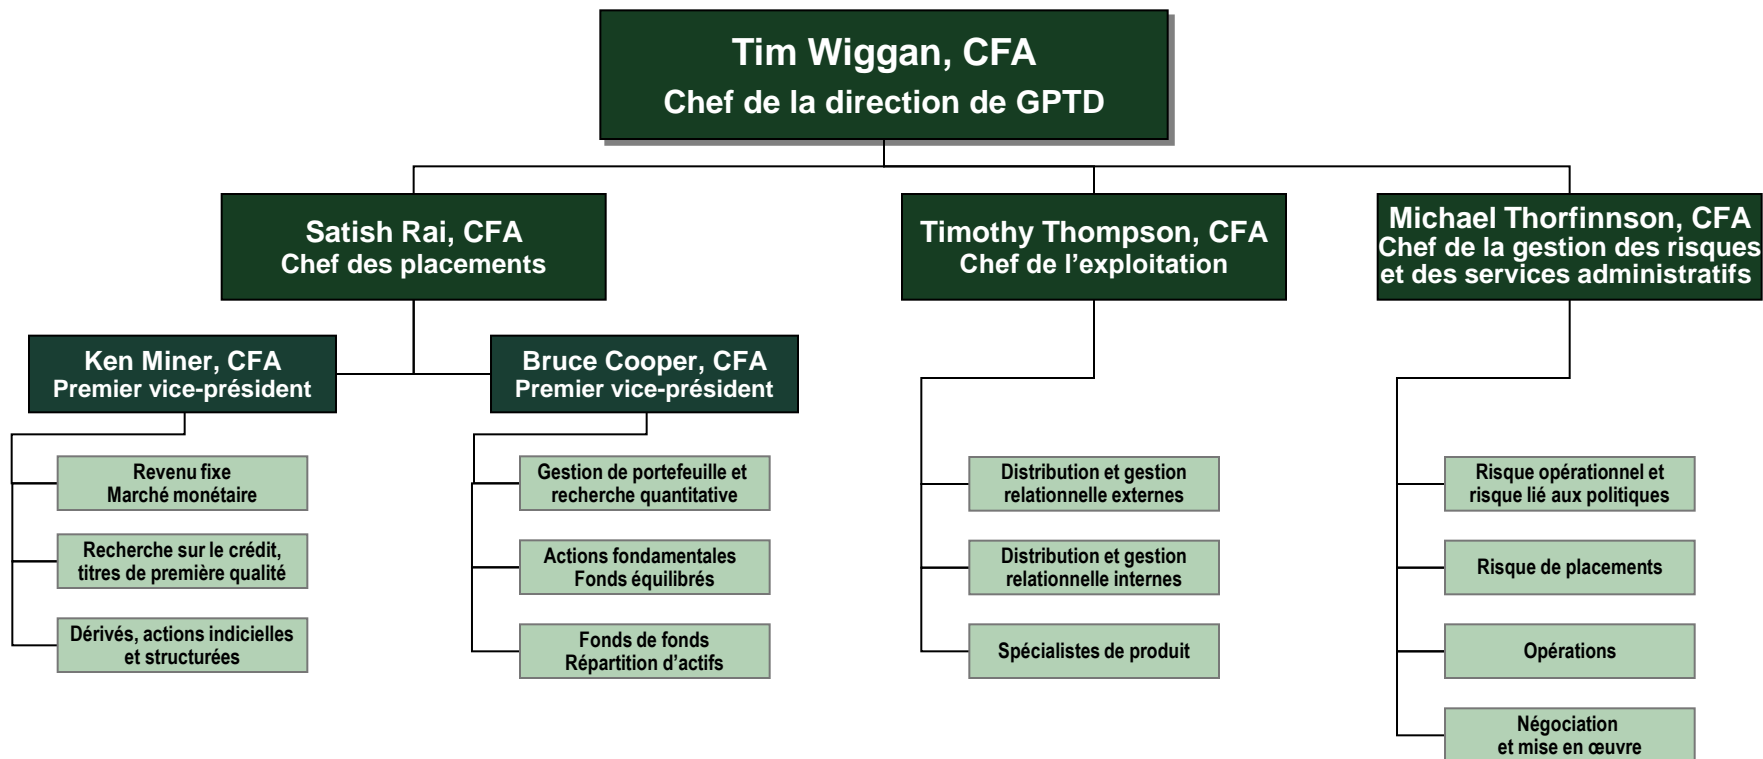 Tim Wiggan, CFA
Chef de la direction de GPTD
Satish Rai, CFA
Chef des placements
Timothy Thompson, CFA
Chef de l’exploitation
Michael Thorfinnson, CFA
Chef de la gestion des risques
et des services administratifs
Ken Miner, CFA
Premier vice-président
Bruce Cooper, CFA
Premier vice-président
Revenu fixe
Marché monétaire
Recherche sur le crédit,
titres de première qualité
Dérivés, actions indicielles
et structurées
Gestion de portefeuille et
recherche quantitative
Actions fondamentales
Fonds équilibrés
Fonds de fonds
Répartition d’actifs
Distribution et gestion
relationnelle externes
Distribution et gestion
relationnelle internes
Spécialistes de produit
Risque opérationnel et
risque lié aux politiques
Risque de placements
Opérations
Négociation
et mise en œuvre